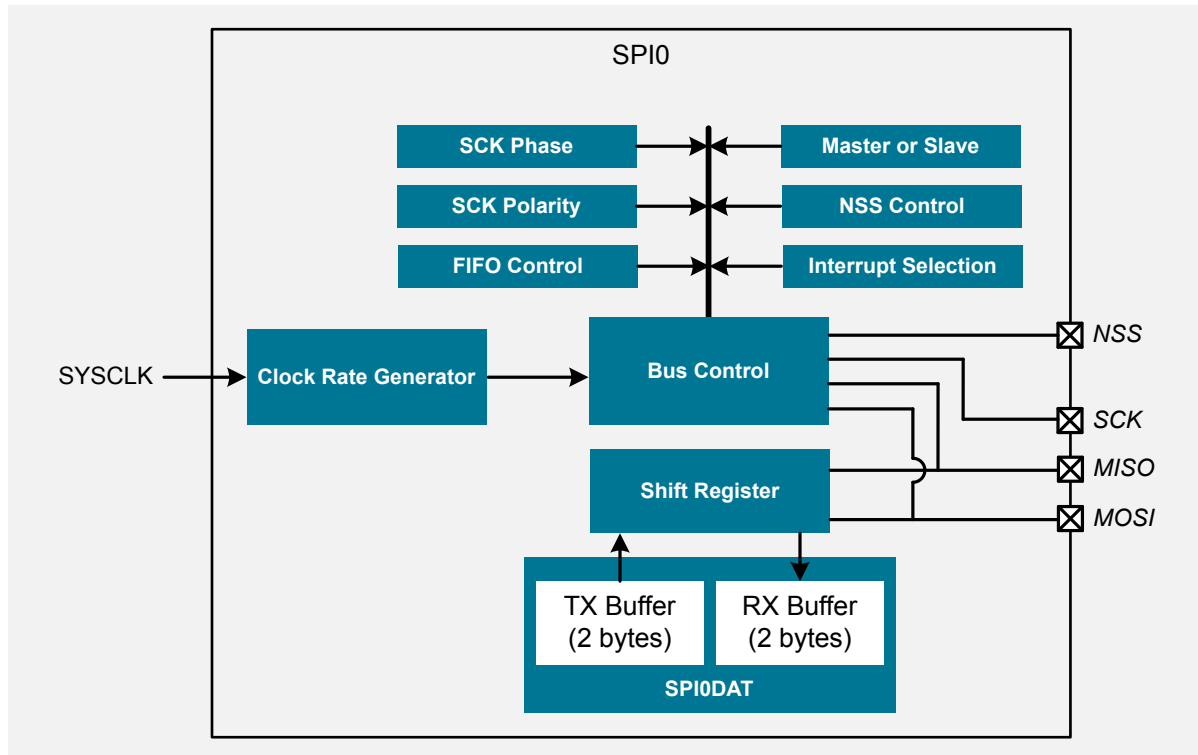 SPI0
SCK Phase
Master or Slave
SCK Polarity
NSS Control
FIFO Control
Interrupt Selection
SYSCLK
Clock Rate Generator
Bus Control
NSS
SCK
Shift Register
MISO
MOSI
TX Buffer
(2 bytes)
RX Buffer
(2 bytes)
SPI0DAT